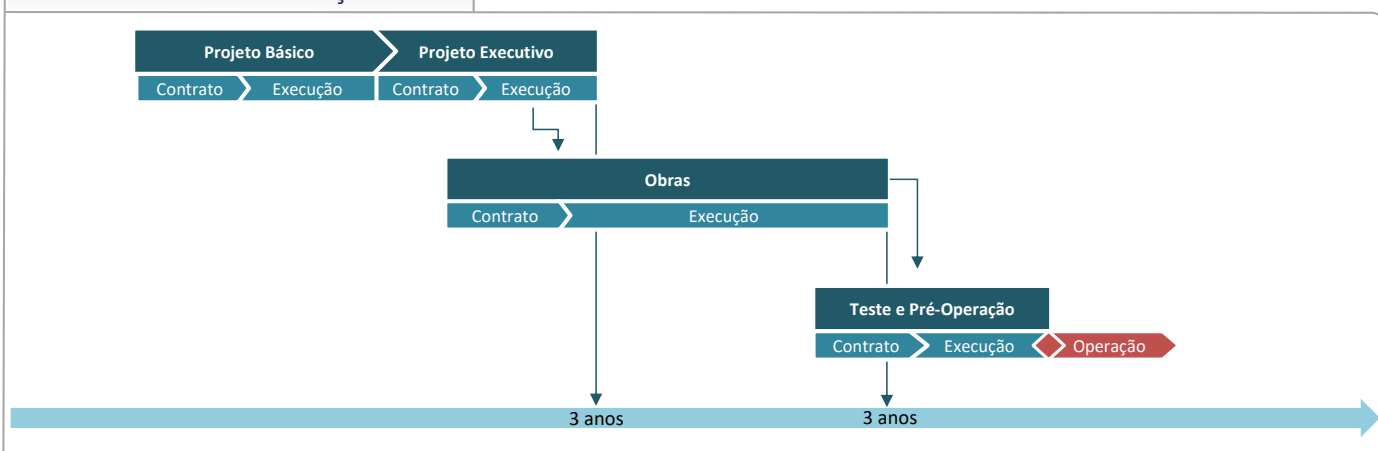 Projeto Básico Projeto Executivo
Contrato Execução Contrato Execução
Obras
Contrato Execução
Teste e Pré-Operação
Contrato Execução Operação
3 anos 3 anos